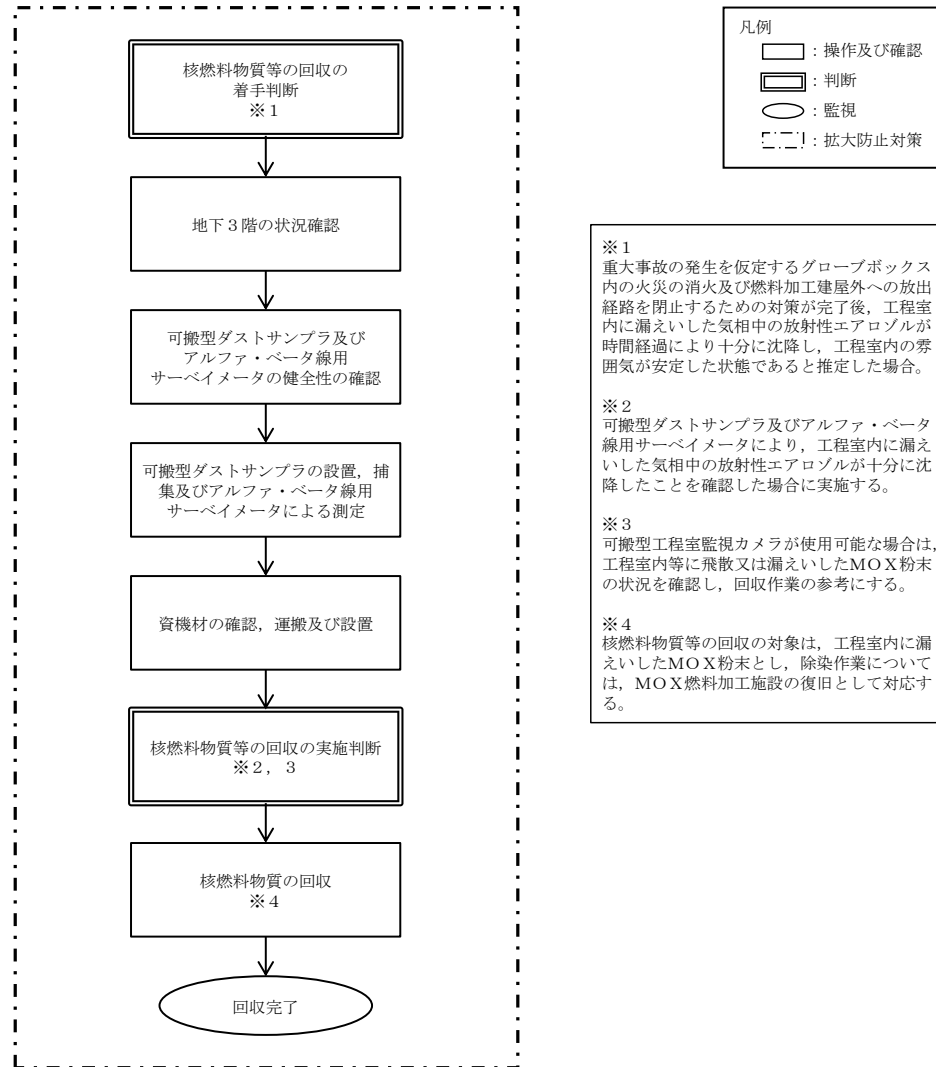 核燃料物質等の回収の
着手判断
※1
地下3階の状況確認
可搬型ダストサンプラ及び
アルファ・ベータ線用
サーベイメータの健全性の確認
可搬型ダストサンプラの設置，捕
集及びアルファ・ベータ線用
サーベイメータによる測定
資機材の確認，運搬及び設置
核燃料物質等の回収の実施判断
※2，3
核燃料物質の回収
※4
回収完了
凡例
：操作及び確認
：判断
：監視
：拡大防止対策
※1
重大事故の発生を仮定するグローブボックス
内の火災の消火及び燃料加工建屋外への放出
経路を閉止するための対策が完了後，工程室
内に漏えいした気相中の放射性エアロゾルが
時間経過により十分に沈降し，工程室内の雰
囲気が安定した状態であると推定した場合。
※2
可搬型ダストサンプラ及びアルファ・ベータ
線用サーベイメータにより，工程室内に漏え
いした気相中の放射性エアロゾルが十分に沈
降したことを確認した場合に実施する。
※3
可搬型工程室監視カメラが使用可能な場合は，
工程室内等に飛散又は漏えいしたMOX粉末
の状況を確認し，回収作業の参考にする。
※4
核燃料物質等の回収の対象は，工程室内に漏
えいしたMOX粉末とし，除染作業について
は，MOX燃料加工施設の復旧として対応す
る。